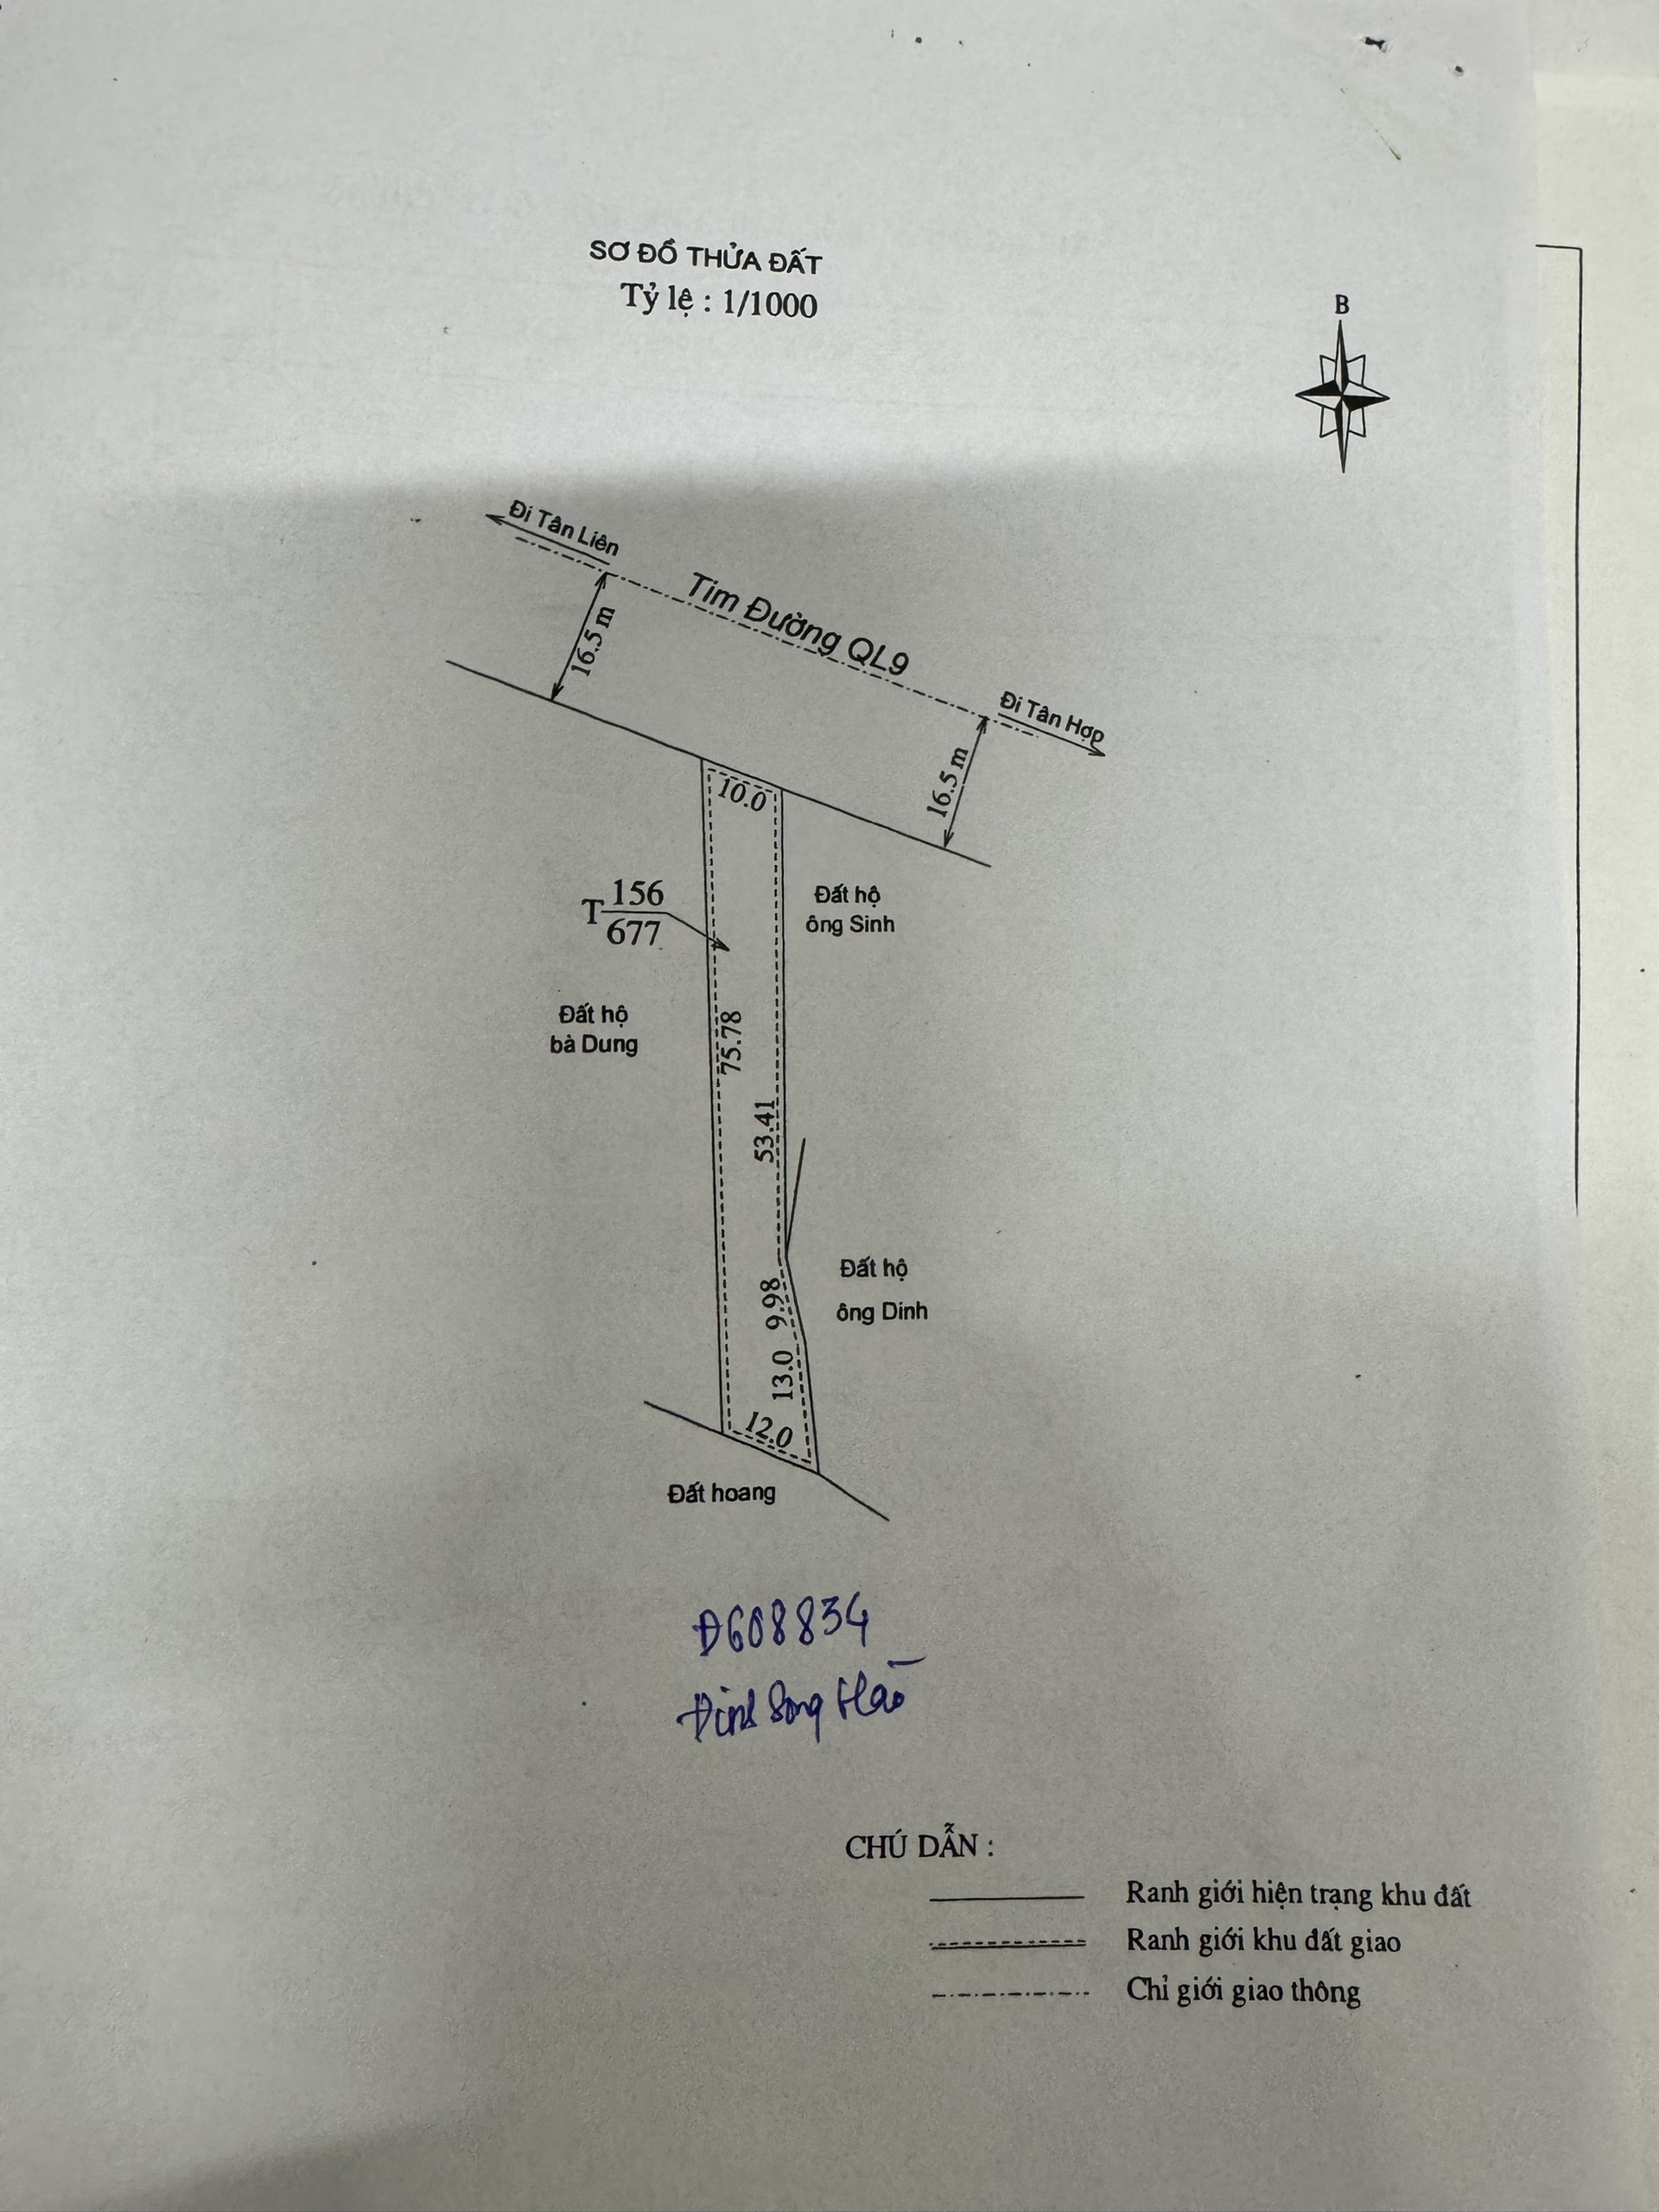 SƠ ĐỒ THỬA ĐẤT
Tỷ lệ : 1/1000
B
Đi Tân Liên
Tim Đường QL9
16.5 m
Đi Tân Hợp
16.5 m
10.0
T 156
677
Đất hộ
ông Sinh
Đất hộ
bà Dung
75.78
53.41
Đất hộ
ông Dinh
9.98
13.0
12.0
Đất hoang
Đ608834
Đinh Song Hào
CHÚ DẪN :
Ranh giới hiện trạng khu đất
Ranh giới khu đất giao
Chỉ giới giao thông